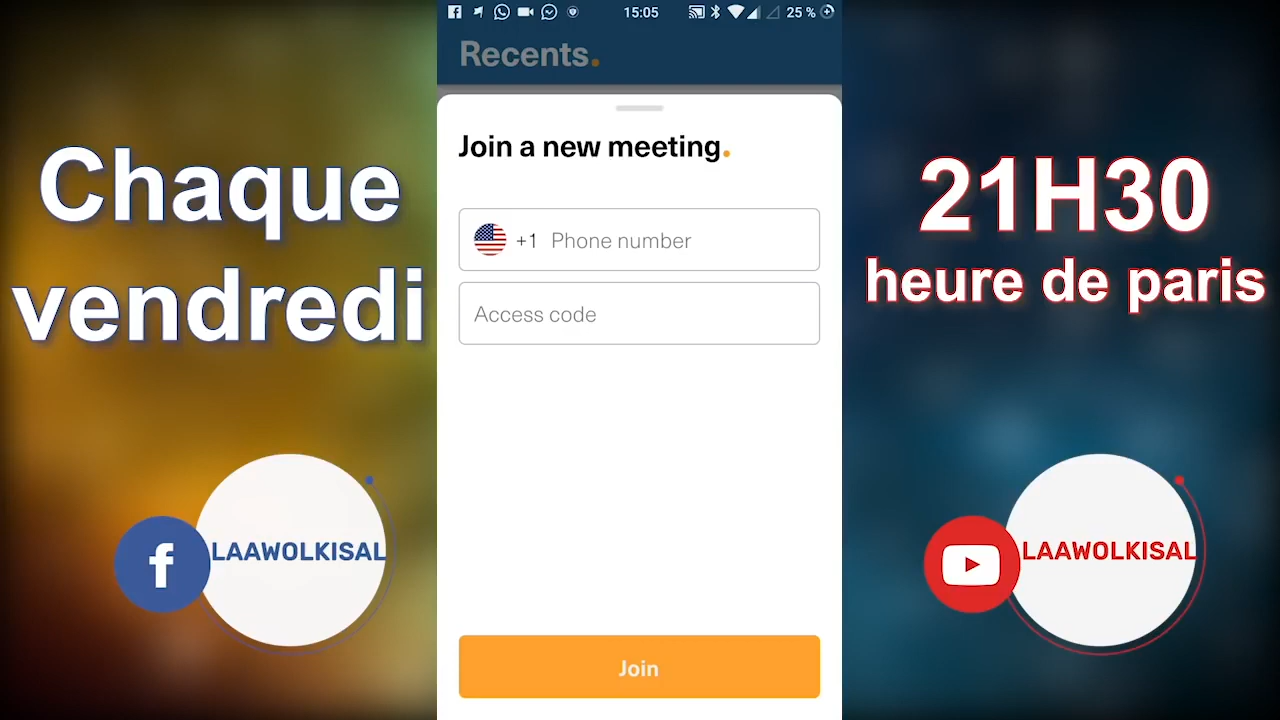 Chaque
vendredi
f
LAAWOLKISAL
15:05
25 %
Recents.
Join a new meeting.
+1 Phone number
Access code
Join
21H30
heure de paris
LAAWOLKISAL